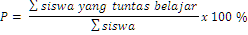 P = ∑ siswa yang tuntas belajar / ∑ siswa x 100 %